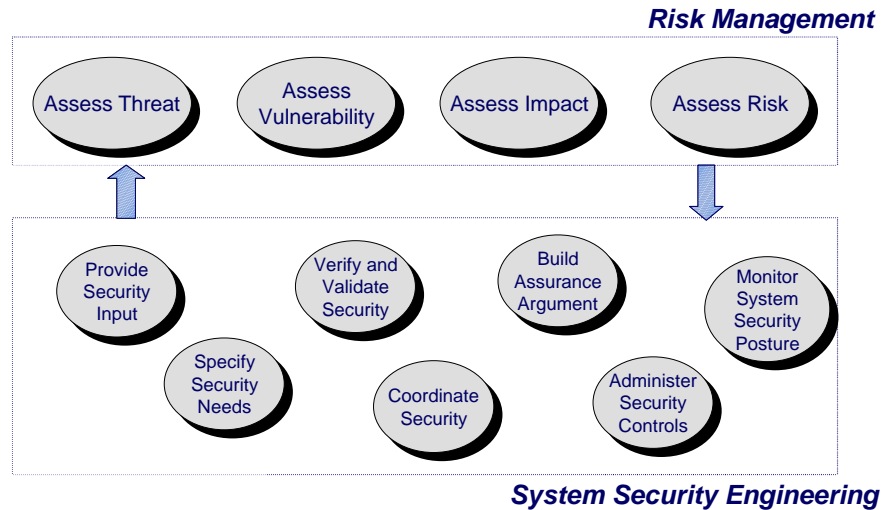 Risk Management
Assess Threat
Assess
Vulnerability
Assess Impact
Assess Risk
Provide
Security
Input
Verify and
Validate
Security
Build
Assurance
Argument
Monitor
System
Security
Posture
Specify
Security
Needs
Coordinate
Security
Administer
Security
Controls
System Security Engineering